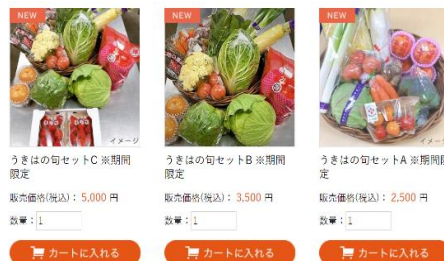 NEW
イメージ
うきはの旬セットC ※期間
限定
販売価格(税込)： 5,000 円
数量：1
カートに入れる
NEW
うきはの旬セットB ※期間
限定
販売価格(税込)： 3,500 円
数量：1
カートに入れる
NEW
イメージ
うきはの旬セットA ※期間限
定
販売価格(税込)： 2,500 円
数量：1
カートに入れる